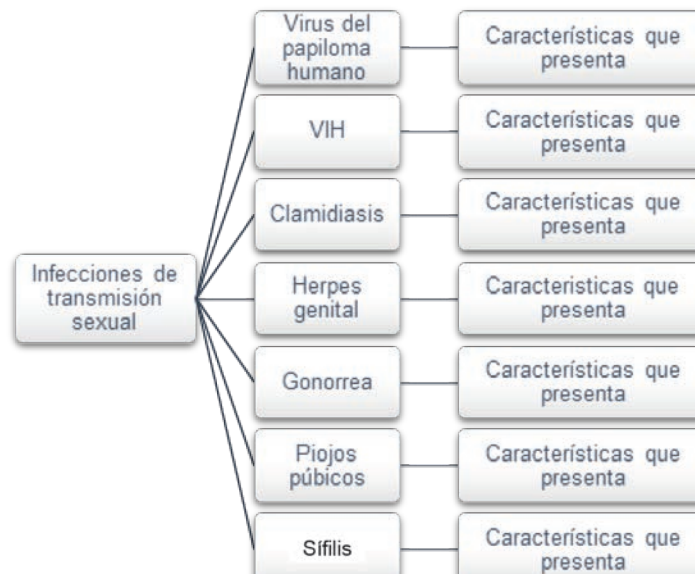 Virus del
papiloma
humano
Características que
presenta
VIH
Características que
presenta
Clamidiasis
Características que
presenta
Infecciones de
transmisión
sexual
Herpes
genital
Caracteristicas que
presenta
Gonorrea
Características que
presenta
Piojos
púbicos
Características que
presenta
Sífilis
Características que
presenta